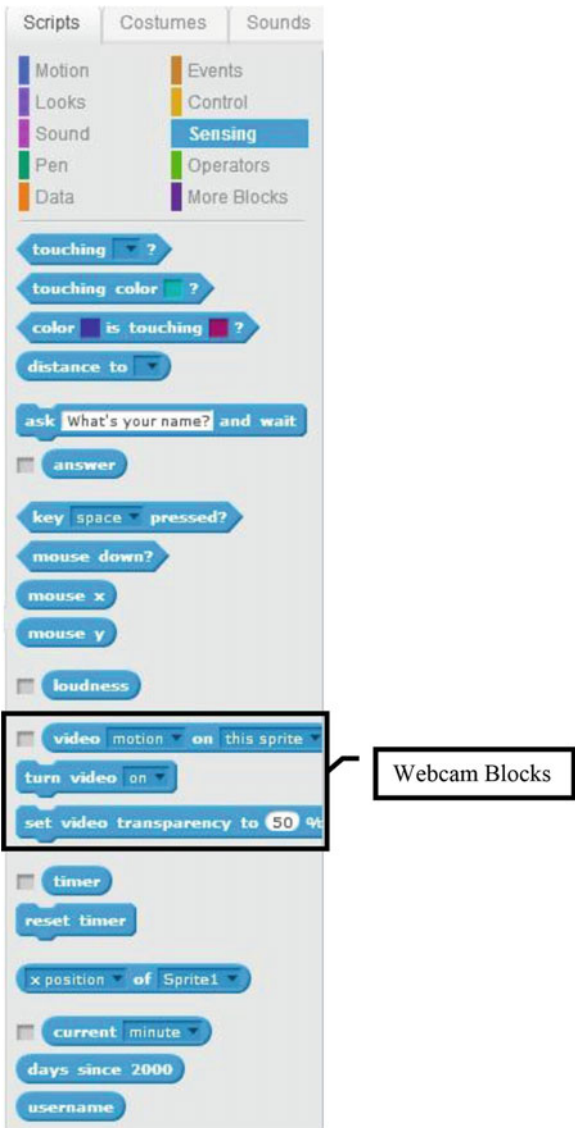 Scripts Costumes Sounds
Motion Events
Looks Control
Sound Sensing
Pen Operators
Data More Blocks
touching ?
touching color ?
color is touching ?
distance to
ask What's your name? and wait
answer
key space pressed?
mouse down?
mouse x
mouse y
loudness
video motion on this sprite
turn video on
set video transparency to 50 %
Webcam Blocks
timer
reset timer
x position of Sprite1
current minute
days since 2000
username